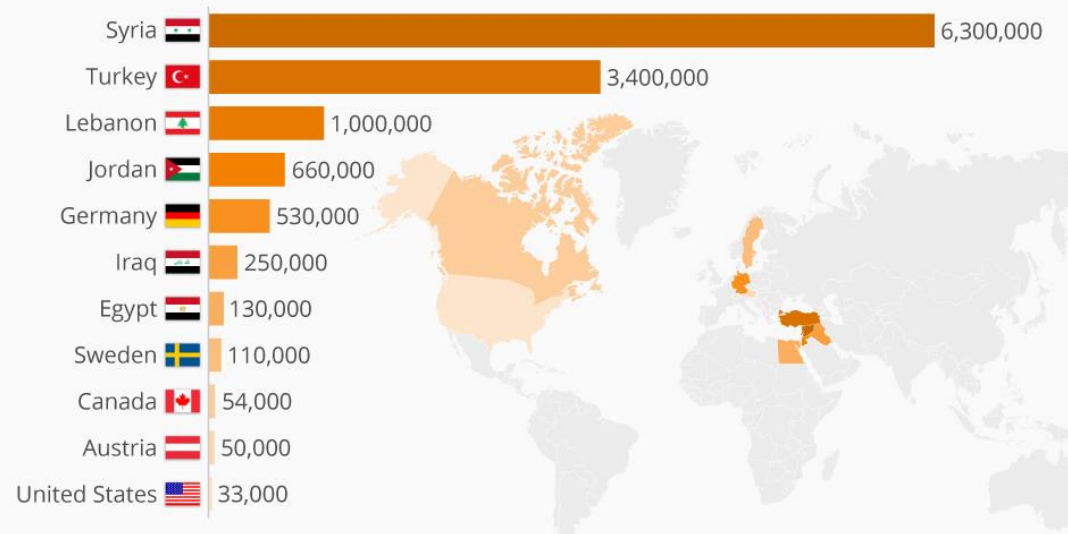 Syria 6,300,000
Turkey 3,400,000
Lebanon 1,000,000
Jordan 660,000
Germany 530,000
Iraq 250,000
Egypt 130,000
Sweden 110,000
Canada 54,000
Austria 50,000
United States 33,000